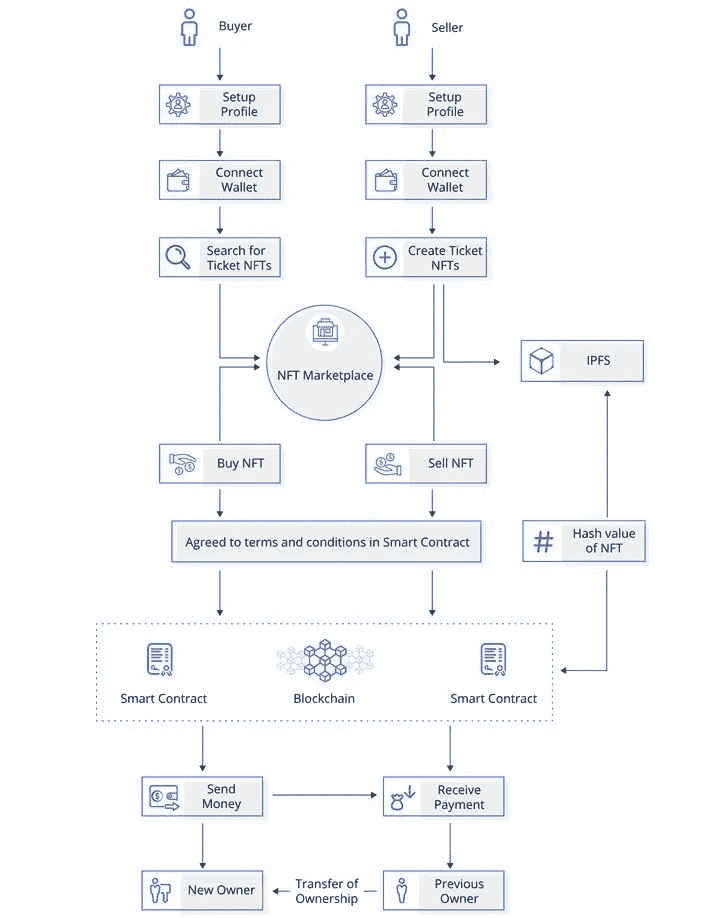 Buyer
Seller
Setup
Profile
Setup
Profile
Connect
Wallet
Connect
Wallet
Search for
Ticket NFTs
Create Ticket
NFTs
NFT Marketplace
IPFS
Buy NFT
Sell NFT
Agreed to terms and conditions in Smart Contract
#
Hash value
of NFT
Smart Contract
Blockchain
Smart Contract
Send
Money
Receive
Payment
New Owner
Transfer of
Ownership
Previous
Owner